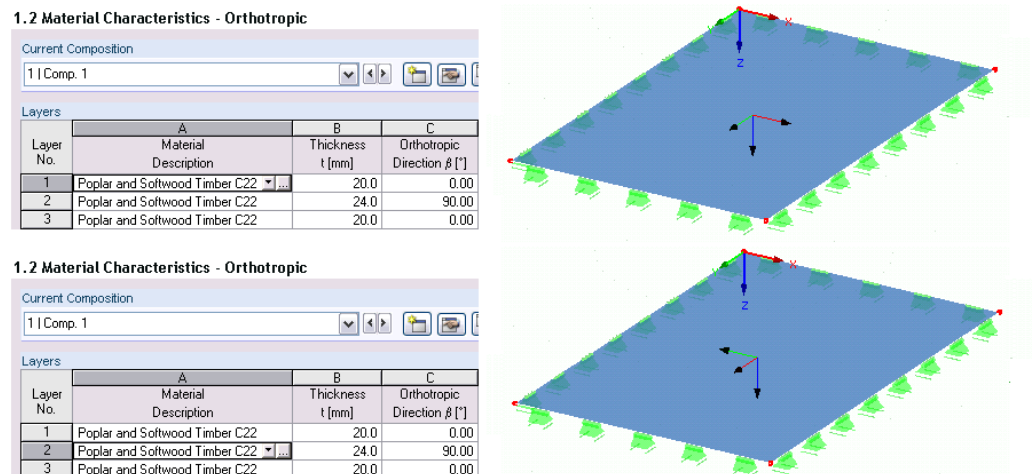 1.2 Material Characteristics - Orthotropic
Current Composition
1 | Comp. 1
Layers
A B C
Layer Material Thickness Orthotropic
No. Description t [mm] Direction β [°]
1 Poplar and Softwood Timber C22 ... 20.0 0.00
2 Poplar and Softwood Timber C22 24.0 90.00
3 Poplar and Softwood Timber C22 20.0 0.00
X
Z
1.2 Material Characteristics - Orthotropic
Current Composition
1 | Comp. 1
Layers
A B C
Layer Material Thickness Orthotropic
No. Description t [mm] Direction β [°]
1 Poplar and Softwood Timber C22 20.0 0.00
2 Poplar and Softwood Timber C22 ... 24.0 90.00
3 Poplar and Softwood Timber C22 20.0 0.00
X
Z